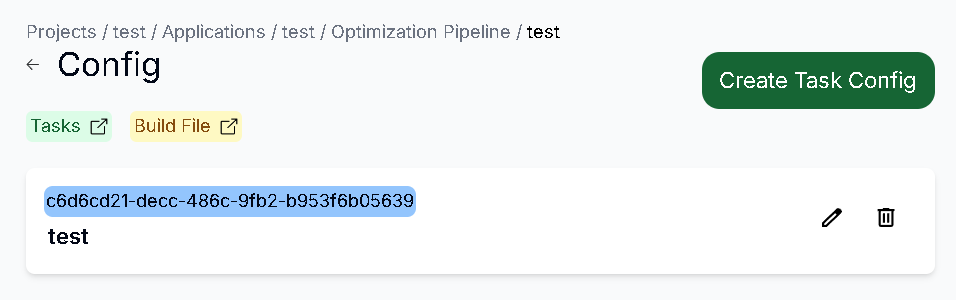 Projects / test / Applications / test / Optimization Pipeline / test
← Config
Create Task Config
Tasks
Build File
c6d6cd21-decc-486c-9fb2-b953f6b05639
test